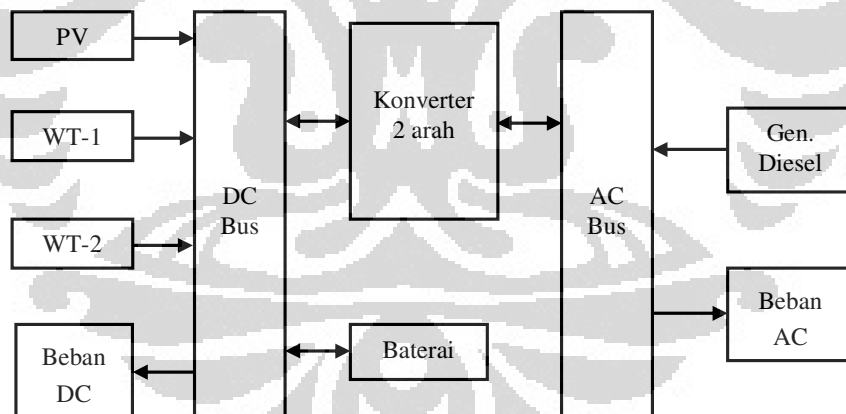 PV
WT-1
WT-2
Beban
DC
DC
Bus
Konverter
2 arah
Baterai
AC
Bus
Gen.
Diesel
Beban
AC